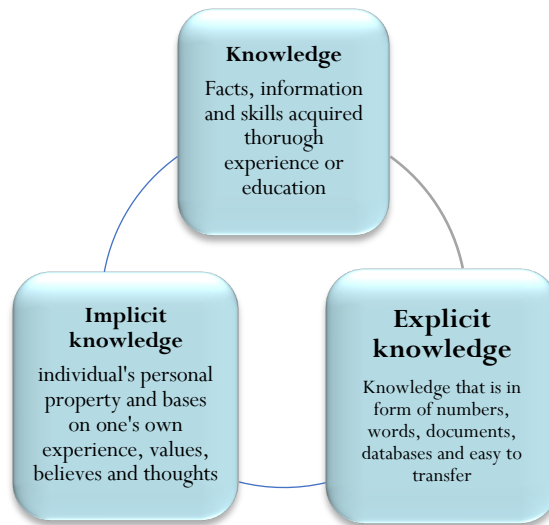 Knowledge
Facts, information
and skills acquired
thoruogh
experience or
education
Implicit
knowledge
individual's personal
property and bases
on one's own
experience, values,
believes and thoughts
Explicit
knowledge
Knowledge that is in
form of numbers,
words, documents,
databases and easy to
transfer